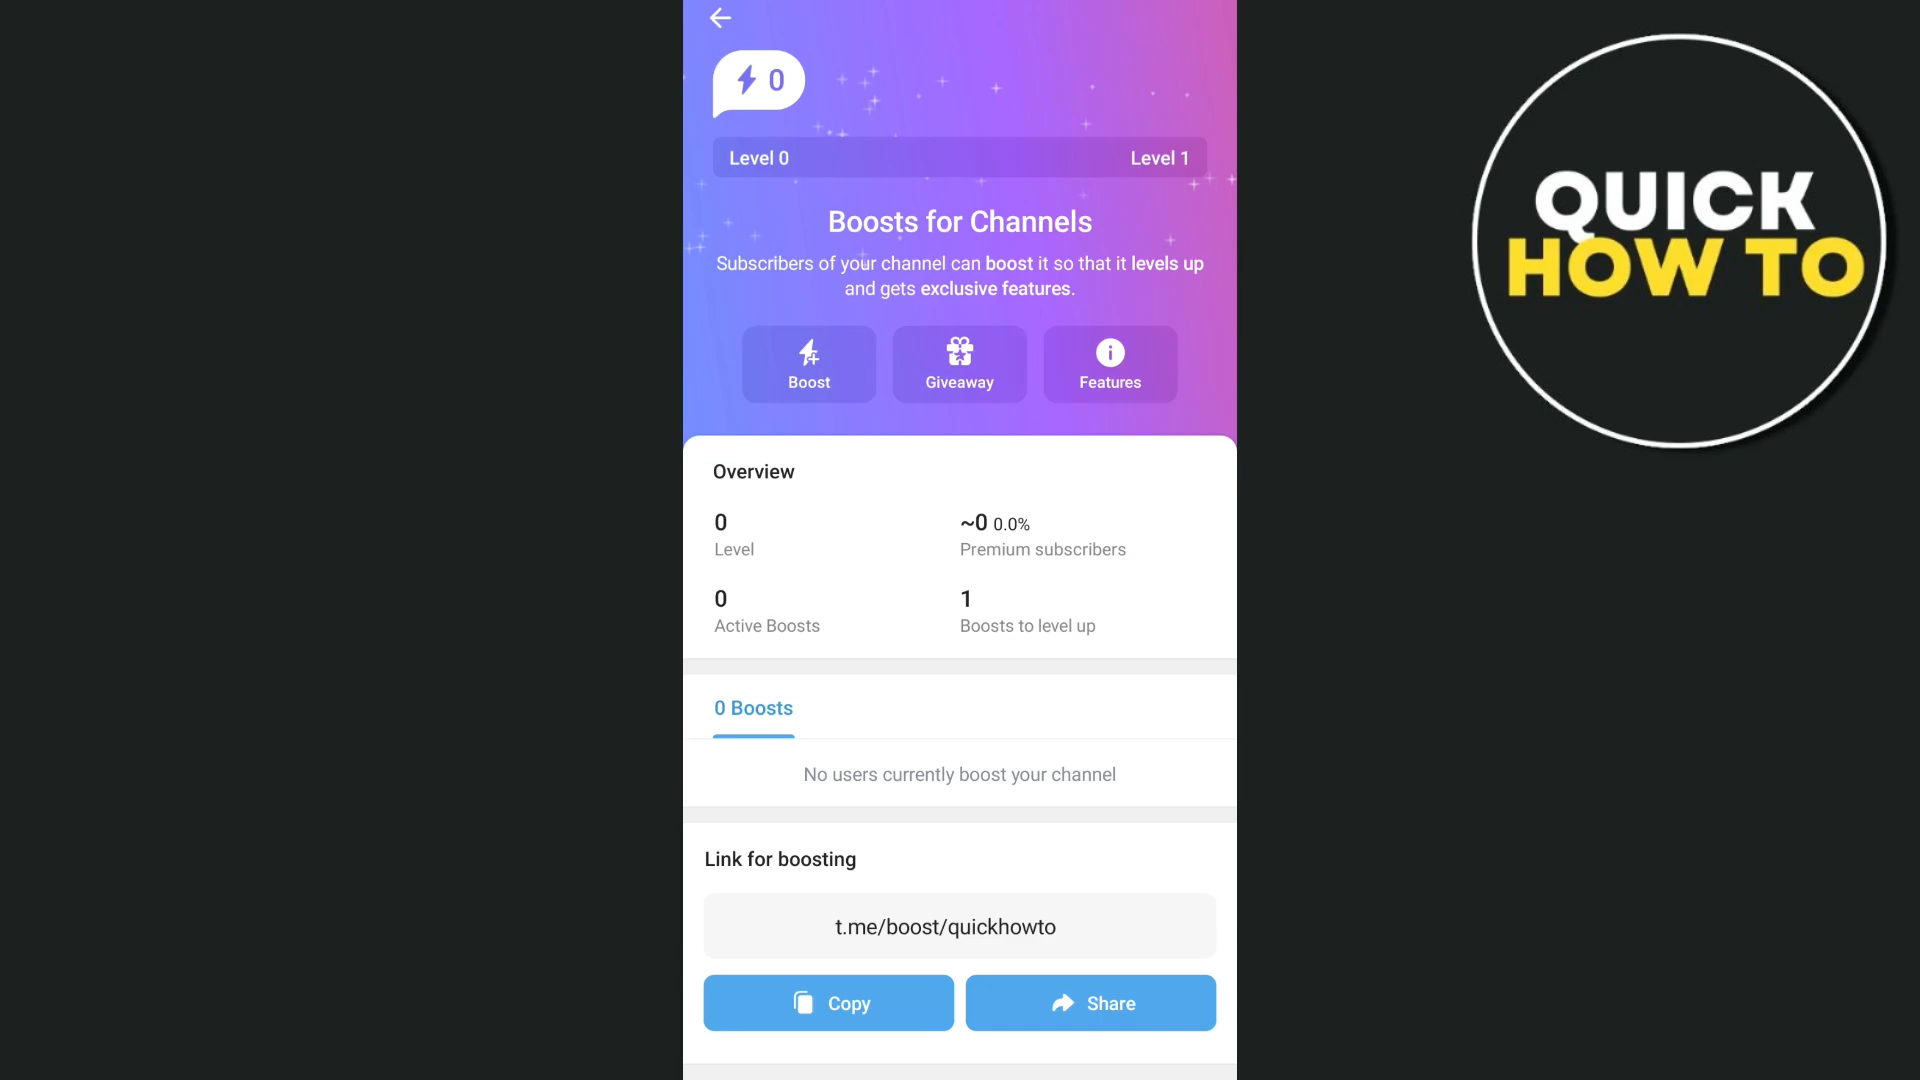 0
Level 0 Level 1
Boosts for Channels
Subscribers of your channel can boost it so that it levels up
and gets exclusive features.
Boost Giveaway Features
Overview
0 ~0 0.0%
Level Premium subscribers
0 1
Active Boosts Boosts to level up
0 Boosts
No users currently boost your channel
Link for boosting
t.me/boost/quickhowto
Copy Share
QUICK
HOW TO